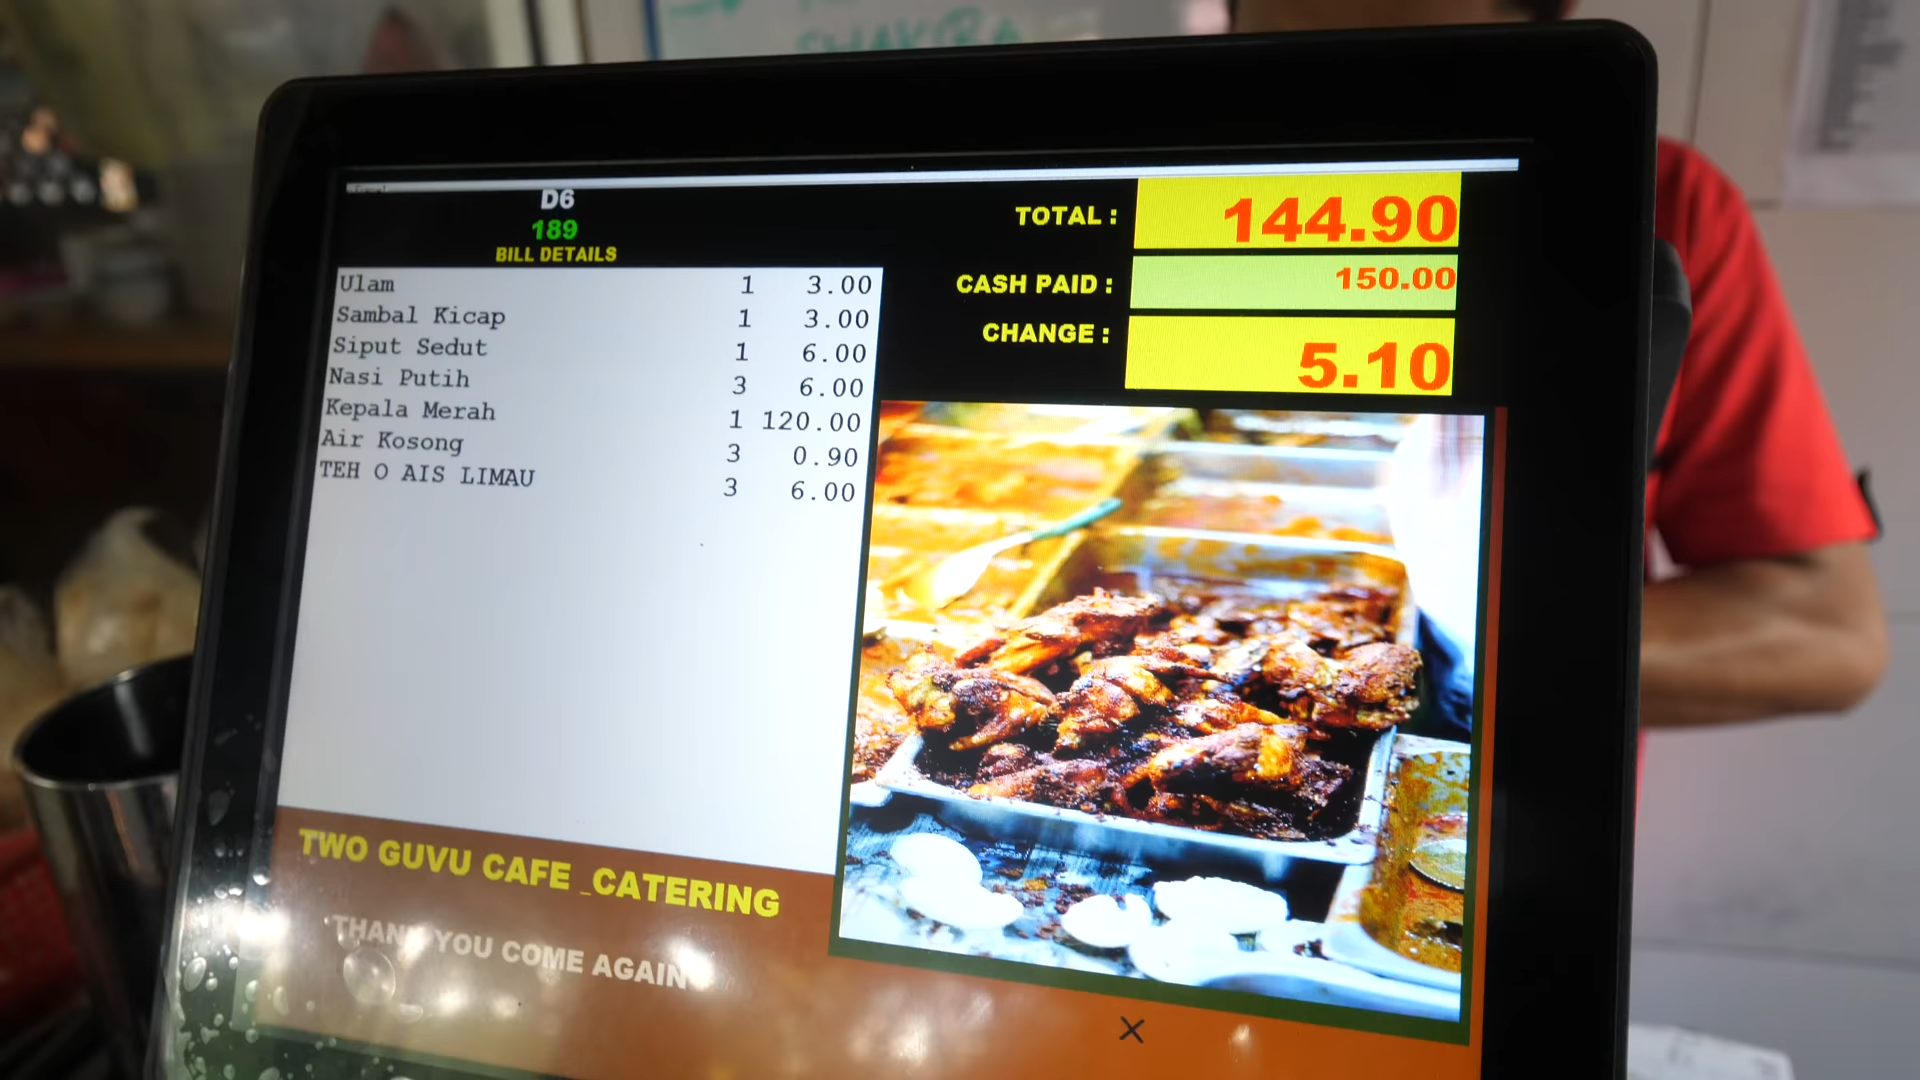 SHAKIRA
D6
189
BILL DETAILS
Ulam 1 3.00
Sambal Kicap 1 3.00
Siput Sedut 1 6.00
Nasi Putih 3 6.00
Kepala Merah 1 120.00
Air Kosong 3 0.90
TEH O AIS LIMAU 3 6.00
TOTAL : 144.90
CASH PAID : 150.00
CHANGE : 5.10
TWO GUVU CAFE _CATERING
THANK YOU COME AGAIN